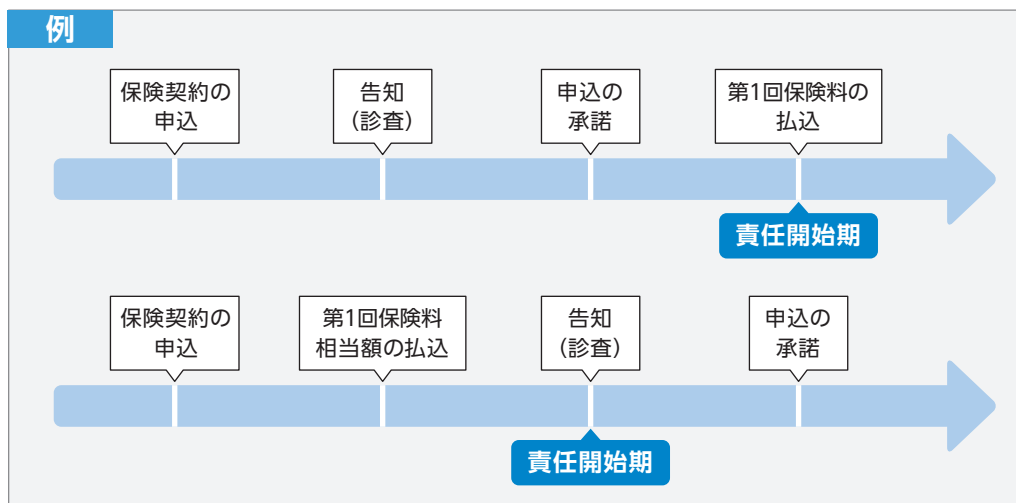 例
保険契約の
申込
告知
（診査）
申込の
承諾
第1回保険料の
払込
責任開始期
保険契約の
申込
第1回保険料
相当額の払込
告知
（診査）
申込の
承諾
責任開始期